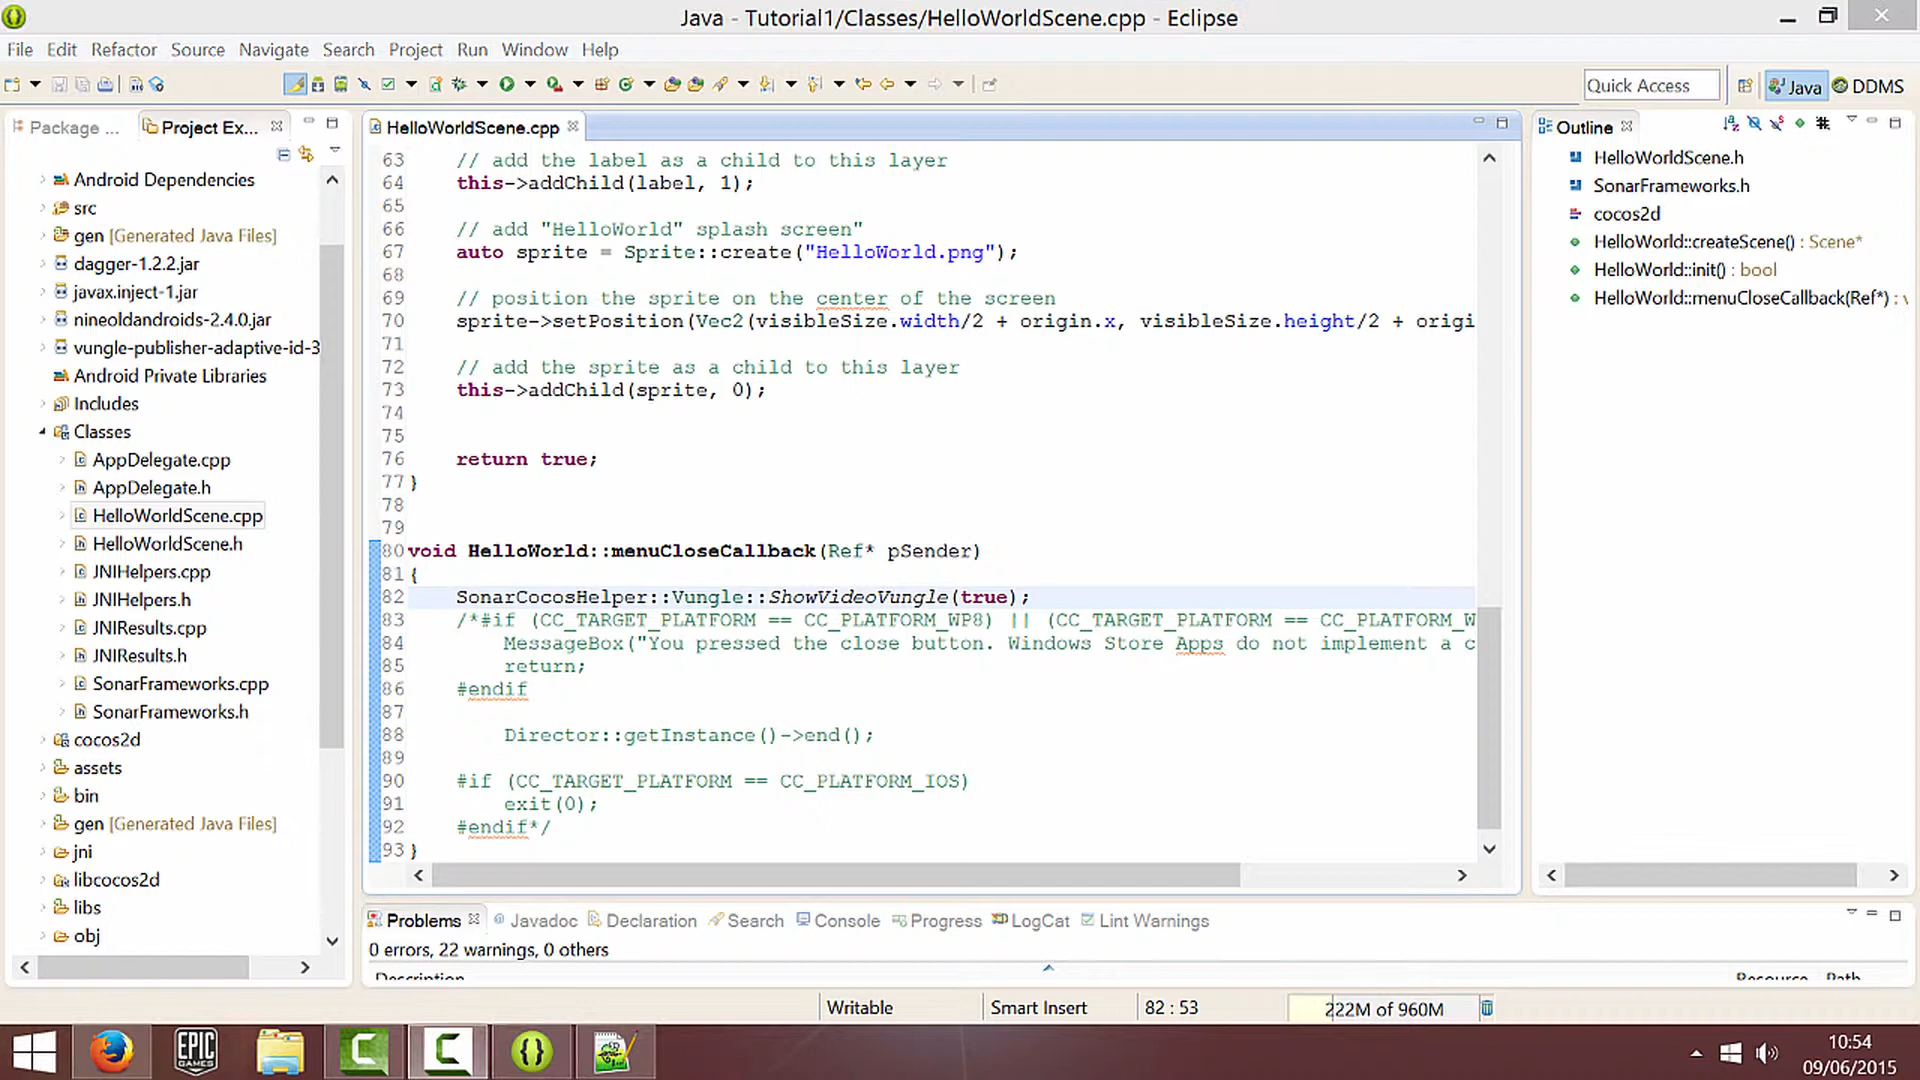 Java - Tutorial1/Classes/HelloWorldScene.cpp - Eclipse
File Edit Refactor Source Navigate Search Project Run Window Help
Quick Access
Java
DDMS
Package ...
Project Ex...
Android Dependencies
src
gen [Generated Java Files]
dagger-1.2.2.jar
javax.inject-1.jar
nineoldandroids-2.4.0.jar
vungle-publisher-adaptive-id-3
Android Private Libraries
Includes
Classes
AppDelegate.cpp
AppDelegate.h
HelloWorldScene.cpp
HelloWorldScene.h
JNIHelpers.cpp
JNIHelpers.h
JNIResults.cpp
JNIResults.h
SonarFrameworks.cpp
SonarFrameworks.h
cocos2d
assets
bin
gen [Generated Java Files]
jni
libcocos2d
libs
obj
HelloWorldScene.cpp
63 // add the label as a child to this layer
64 this->addChild(label, 1);
65
66 // add "HelloWorld" splash screen"
67 auto sprite = Sprite::create("HelloWorld.png");
68
69 // position the sprite on the center of the screen
70 sprite->setPosition(Vec2(visibleSize.width/2 + origin.x, visibleSize.height/2 + origi
71
72 // add the sprite as a child to this layer
73 this->addChild(sprite, 0);
74
75
76 return true;
77 }
78
79
80 void HelloWorld::menuCloseCallback(Ref* pSender)
81 {
82 SonarCocosHelper::Vungle::ShowVideoVungle(true);
83 /*#if (CC_TARGET_PLATFORM == CC_PLATFORM_WP8) || (CC_TARGET_PLATFORM == CC_PLATFORM_W
84 MessageBox("You pressed the close button. Windows Store Apps do not implement a c
85 return;
86 #endif
87
88 Director::getInstance()->end();
89
90 #if (CC_TARGET_PLATFORM == CC_PLATFORM_IOS)
91 exit(0);
92 #endif*/
93 }
Outline
HelloWorldScene.h
SonarFrameworks.h
cocos2d
HelloWorld::createScene() : Scene*
HelloWorld::init() : bool
HelloWorld::menuCloseCallback(Ref*) : v
Problems Javadoc Declaration Search Console Progress LogCat Lint Warnings
0 errors, 22 warnings, 0 others
Description Resource Path
Writable Smart Insert 82 : 53 222M of 960M
EPIC
GAMES
10:54
09/06/2015